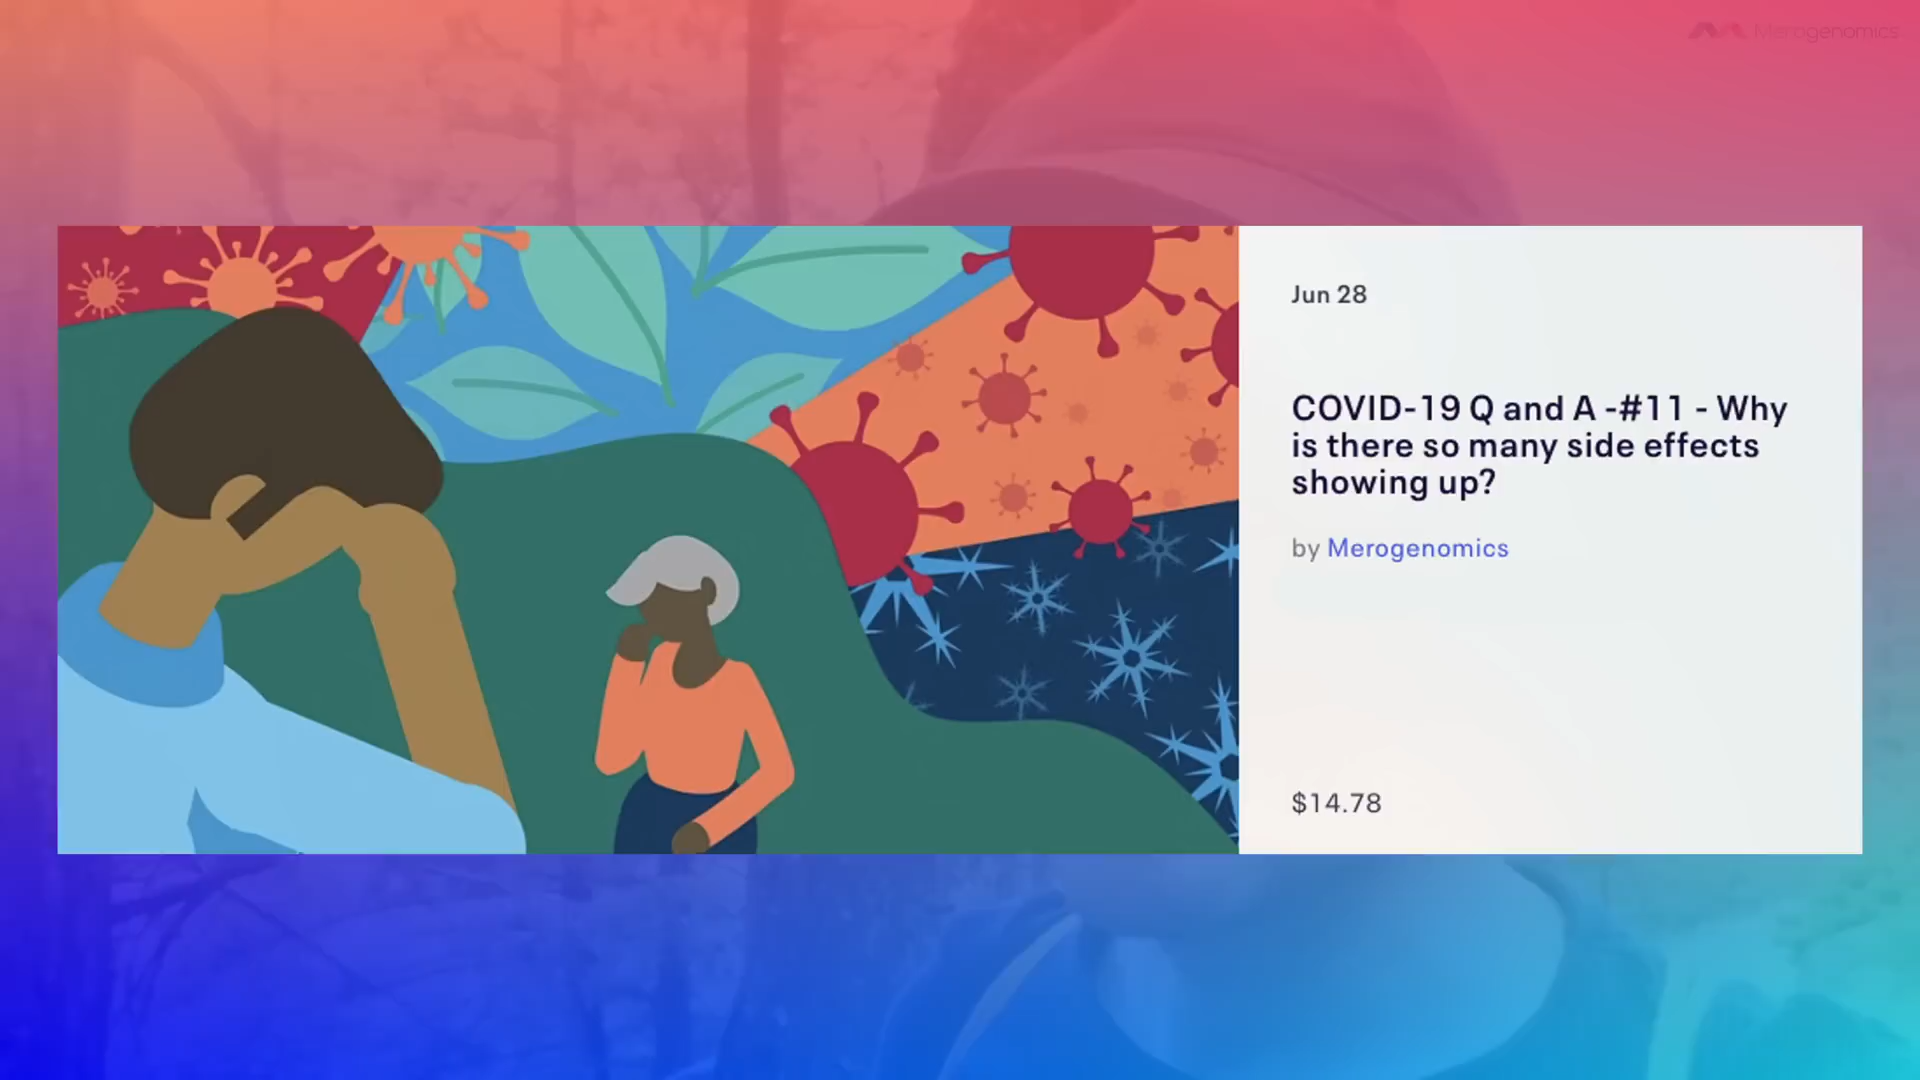 Merogenomics
Jun 28
COVID-19 Q and A -#11 - Why
is there so many side effects
showing up?
by Merogenomics
$14.78